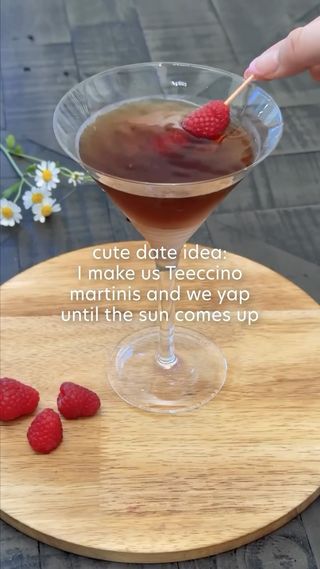 cute date idea:
I make us Teeccino
martinis and we yap
until the sun comes up